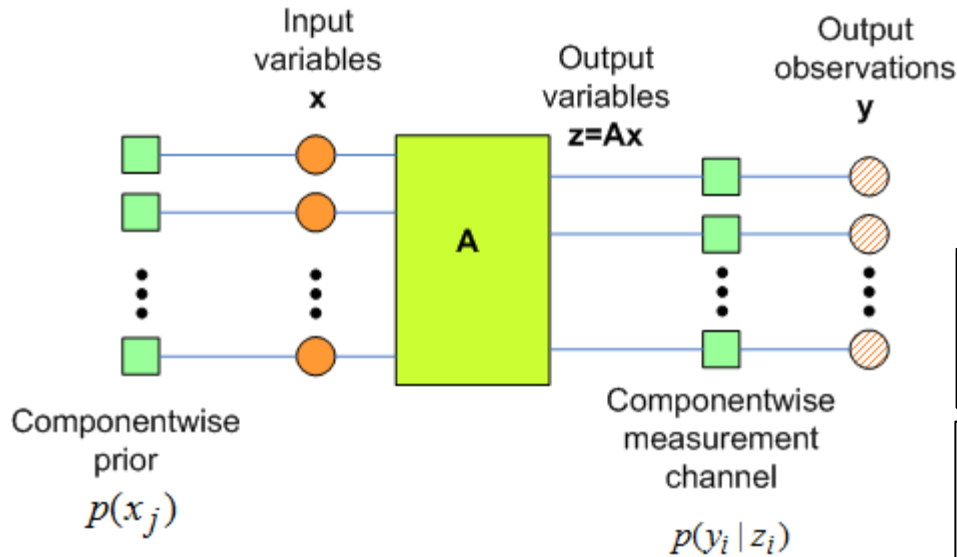 Input
variables
x
Output
variables
z=Ax
Output
observations
y
A
Componentwise
prior
p(x_j)
Componentwise
measurement
channel
p(y_i | z_i)